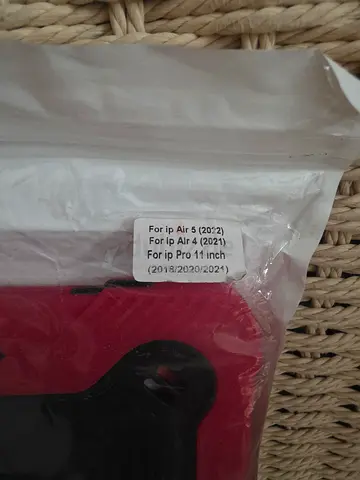 For ip Air 5 (2022)
For ip Air 4 (2021)
For ip Pro 11 inch
(2018/2020/2021)